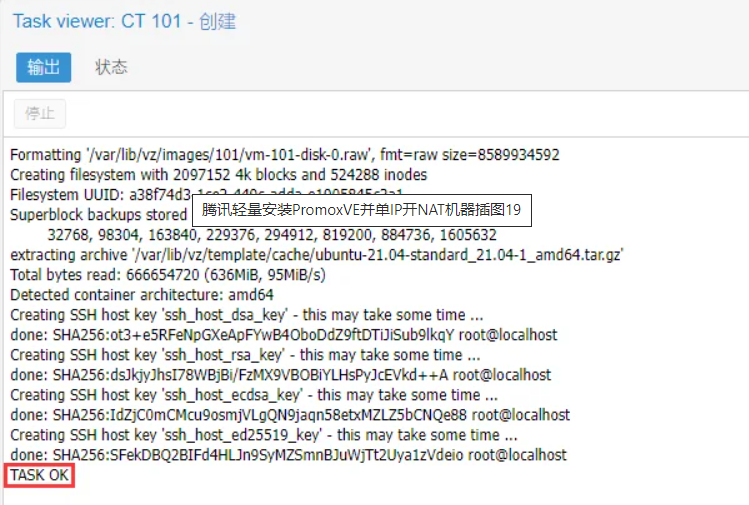 Task viewer: CT 101 - 创建
输出 状态
停止
Formatting '/var/lib/vz/images/101/vm-101-disk-0.raw', fmt=raw size=8589934592
Creating filesystem with 2097152 4k blocks and 524288 inodes
Filesystem UUID:
Superblock backups stored
腾讯轻量安装PromoxVE并单IP开NAT机器插图19
32768, 98304, 163840, 229376, 294912, 819200, 884736, 1605632
extracting archive '/var/lib/vz/template/cache/ubuntu-21.04-standard_21.04-1_amd64.tar.gz'
Total bytes read: 666654720 (636MiB, 95MiB/s)
Detected container architecture: amd64
Creating SSH host key 'ssh_host_dsa_key' - this may take some time ...
done: SHA256:ot3+e5RFeNpGXeApFYwB4OboDdZ9ftDTiJiSub9lkqY root@localhost
Creating SSH host key 'ssh_host_rsa_key' - this may take some time ...
done: SHA256:dsJkjyJhsI78WBjBi/FzMX9VBOBiYLHsPyJcEVkd++A root@localhost
Creating SSH host key 'ssh_host_ecdsa_key' - this may take some time ...
done: SHA256:IdZjC0mCMcu9osmjVLgQN9jaqn58etxMZLZ5bCNQe88 root@localhost
Creating SSH host key 'ssh_host_ed25519_key' - this may take some time ...
done: SHA256:SFekDBQ2BIFd4HLJn9SyMZSmnBJuWjTt2Uya1zVdeio root@localhost
TASK OK